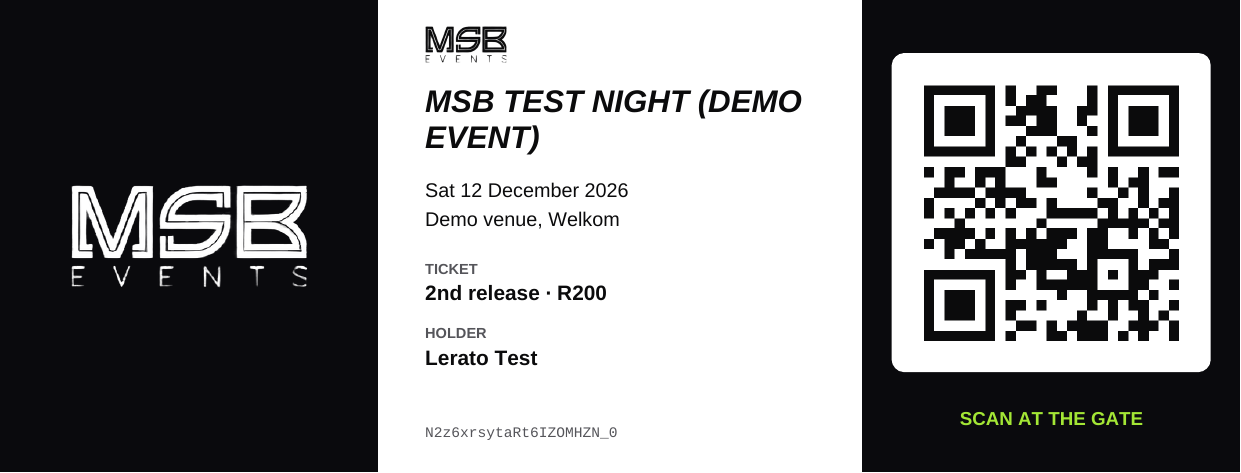 MSB
EVENTS
MSB
EVENTS
MSB TEST NIGHT (DEMO
EVENT)
Sat 12 December 2026
Demo venue, Welkom
TICKET
2nd release · R200
HOLDER
Lerato Test
N2z6xrsytaRt6IZOMHZN_0
SCAN AT THE GATE